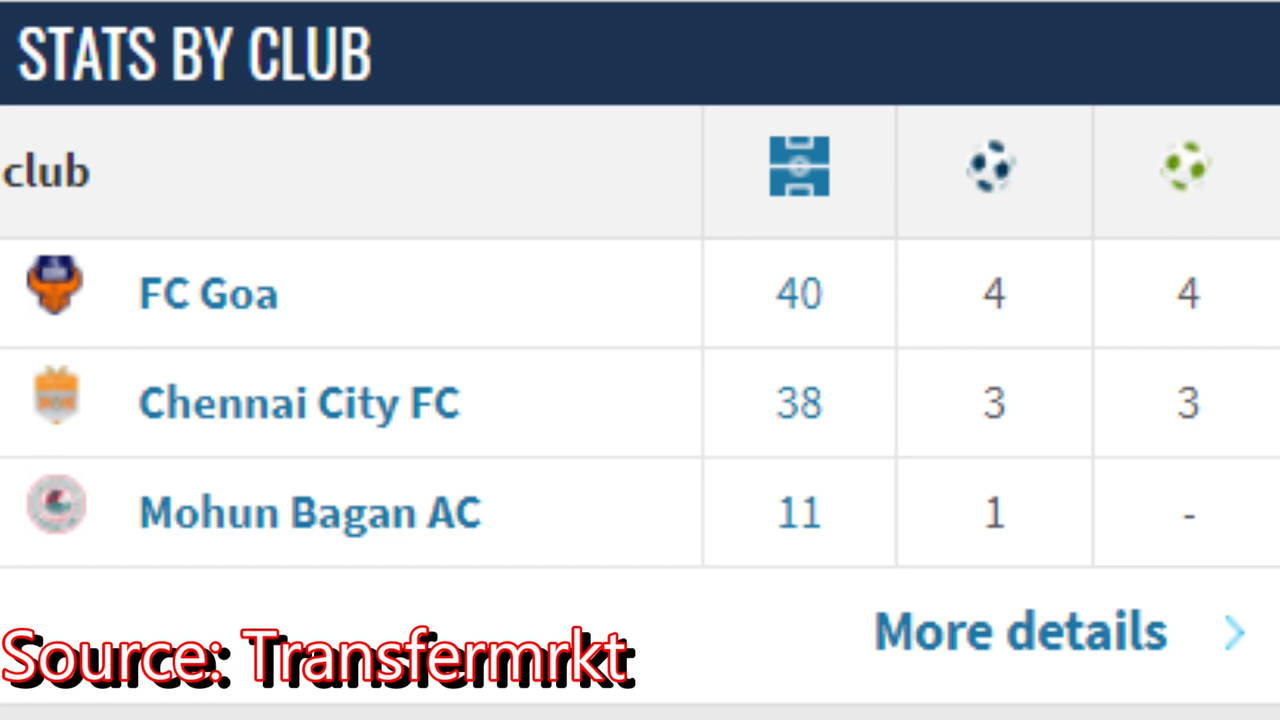 STATS BY CLUB
club
FC Goa 40 4 4
Chennai City FC 38 3 3
Mohun Bagan AC 11 1 -
More details
Source: Transfermrkt